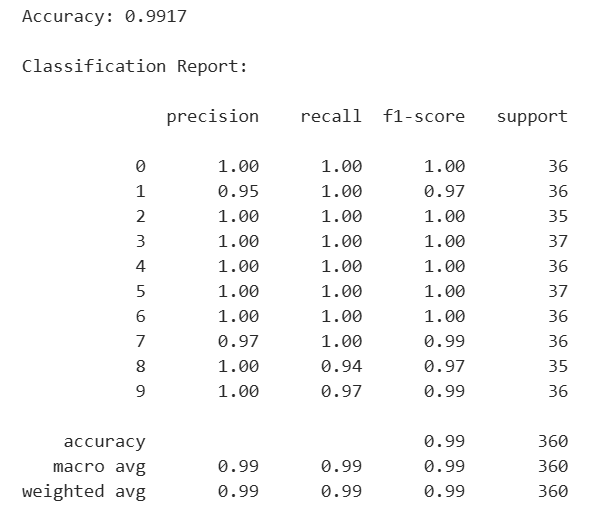 Accuracy: 0.9917
Classification Report:
precision recall f1-score support
0 1.00 1.00 1.00 36
1 0.95 1.00 0.97 36
2 1.00 1.00 1.00 35
3 1.00 1.00 1.00 37
4 1.00 1.00 1.00 36
5 1.00 1.00 1.00 37
6 1.00 1.00 1.00 36
7 0.97 1.00 0.99 36
8 1.00 0.94 0.97 35
9 1.00 0.97 0.99 36
accuracy 0.99 360
macro avg 0.99 0.99 0.99 360
weighted avg 0.99 0.99 0.99 360